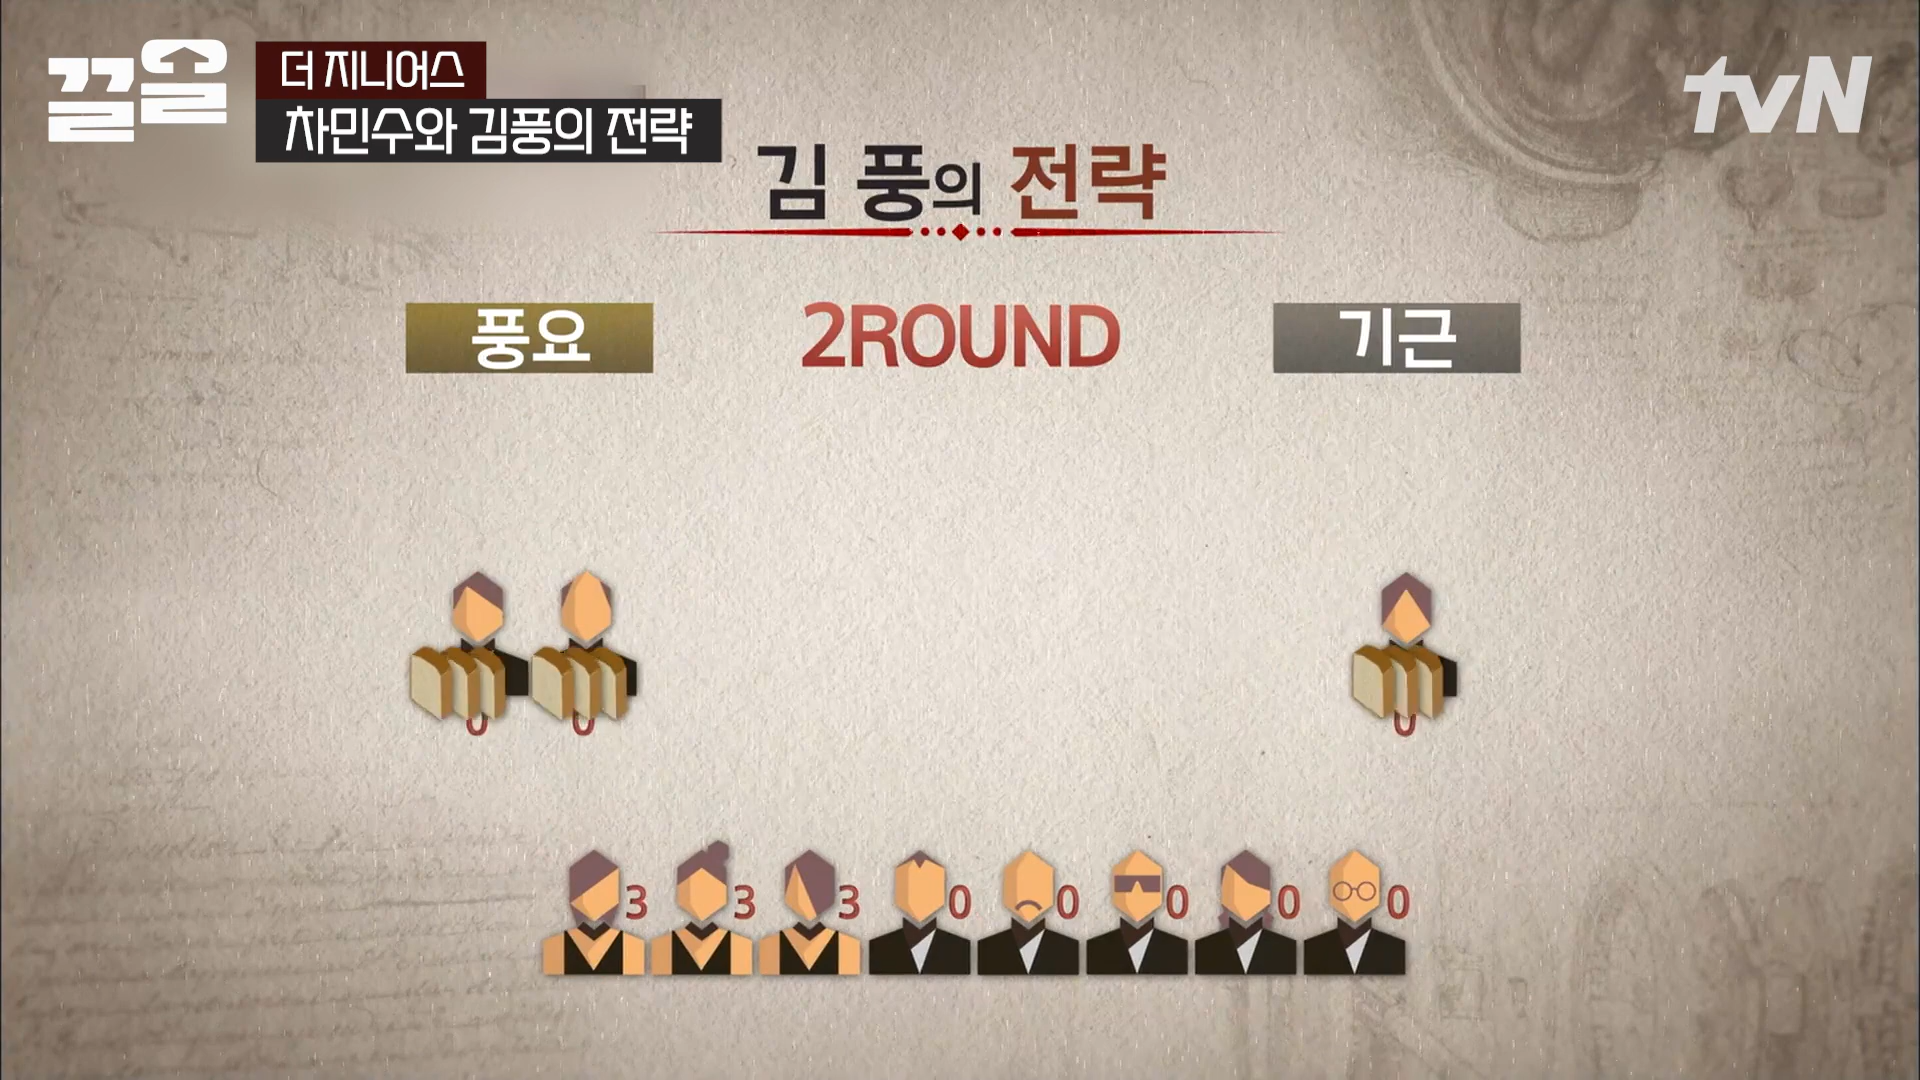 끌올
더 지니어스
차민수와 김풍의 전략
tvN
김 풍의 전략
풍요
2ROUND
기근
0 0 0
3 3 3 0 0 0 0 0